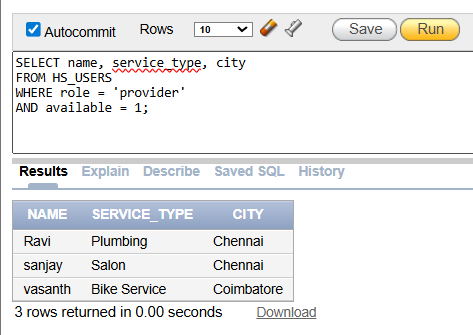 Autocommit Rows 10 Save Run
SELECT name, service_type, city
FROM HS_USERS
WHERE role = 'provider'
AND available = 1;
Results Explain Describe Saved SQL History
NAME SERVICE_TYPE CITY
Ravi Plumbing Chennai
sanjay Salon Chennai
vasanth Bike Service Coimbatore
3 rows returned in 0.00 seconds Download